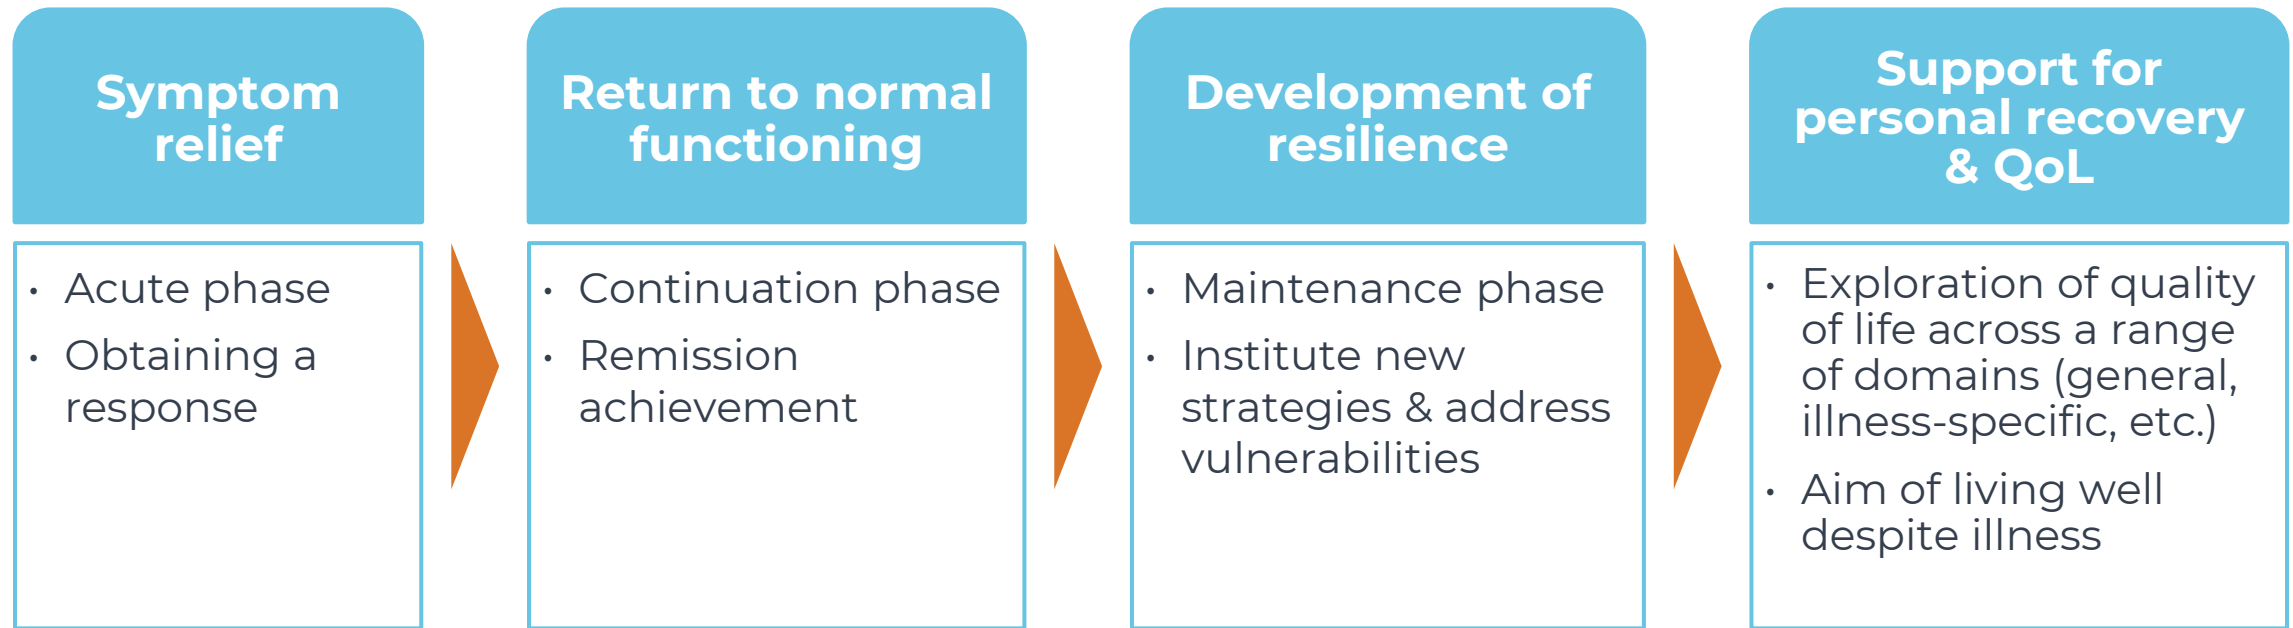 Symptom
relief
• Acute phase
• Obtaining a
response
Return to normal
functioning
• Continuation phase
• Remission
achievement
Development of
resilience
• Maintenance phase
• Institute new
strategies & address
vulnerabilities
Support for
personal recovery
& QoL
• Exploration of quality
of life across a range
of domains (general,
illness-specific, etc.)
• Aim of living well
despite illness